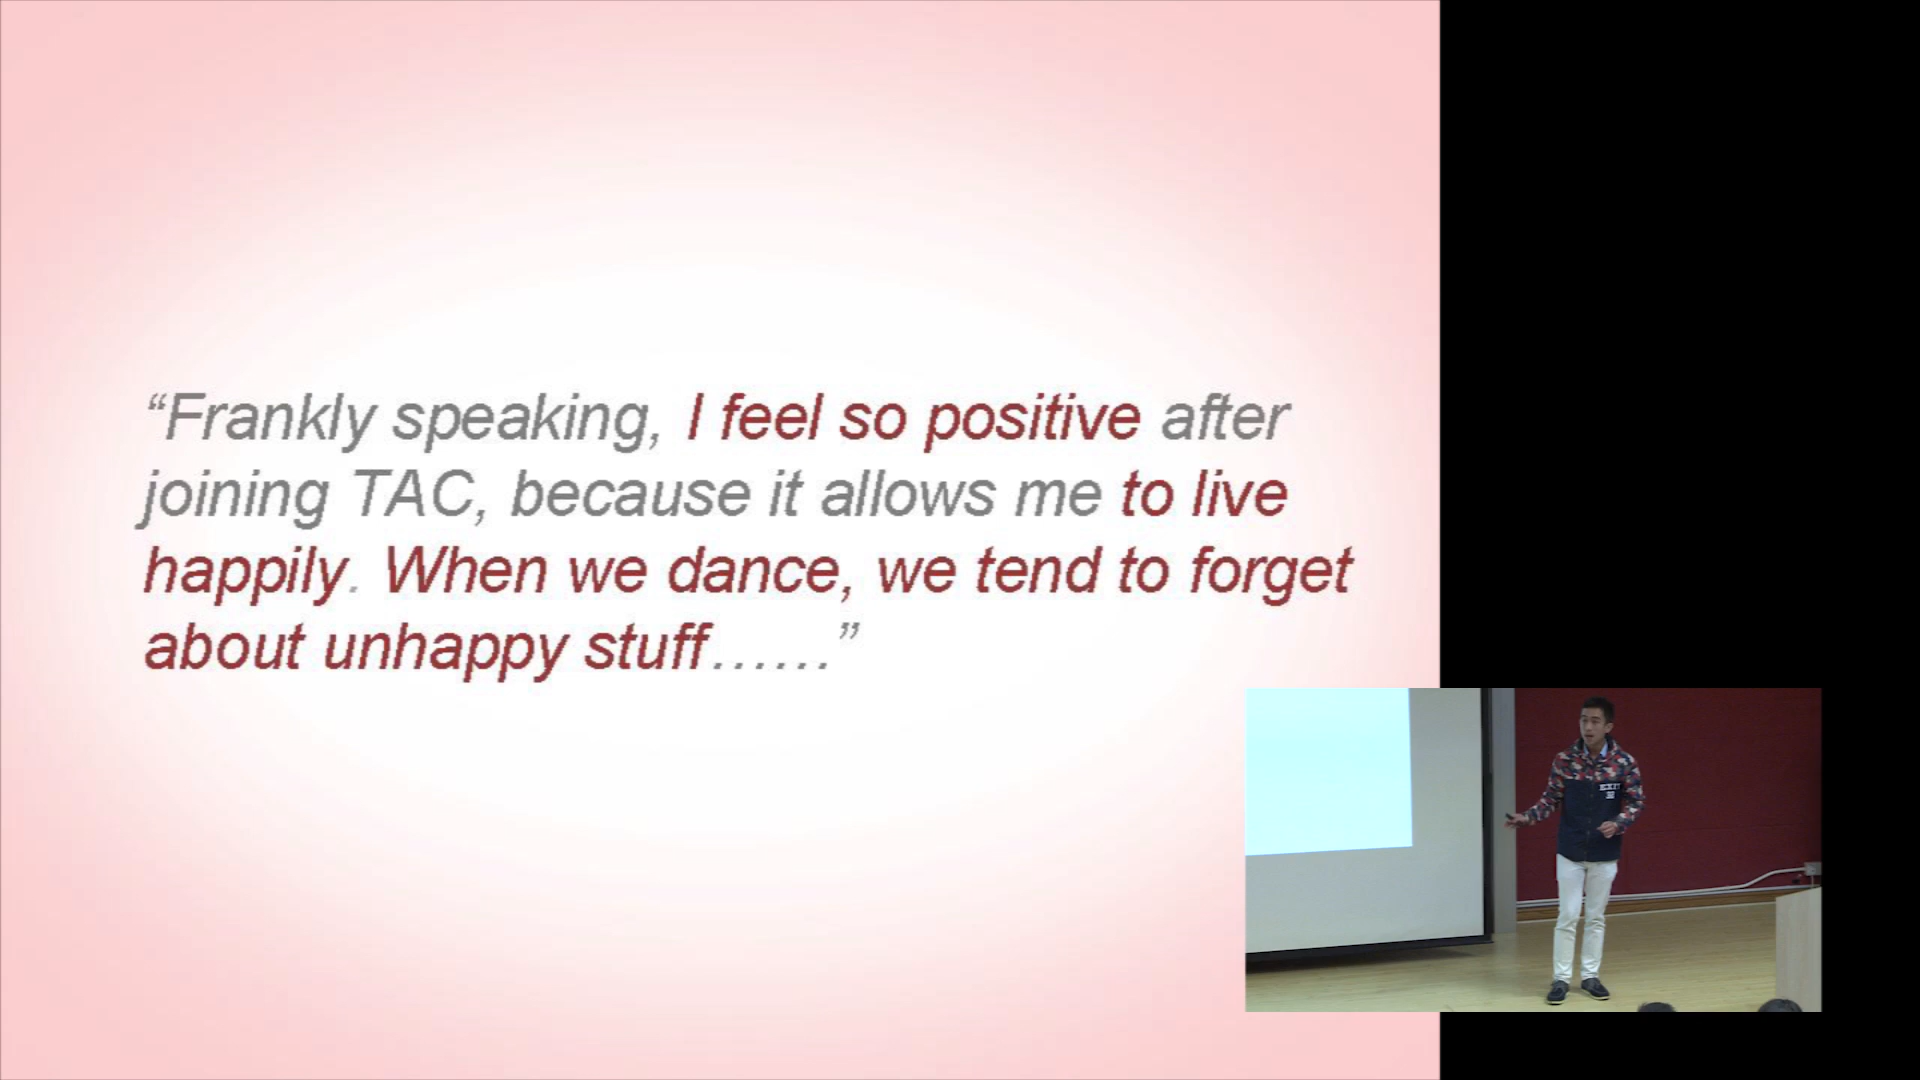 “Frankly speaking, I feel so positive after
joining TAC, because it allows me to live
happily. When we dance, we tend to forget
about unhappy stuff……”
EXIT